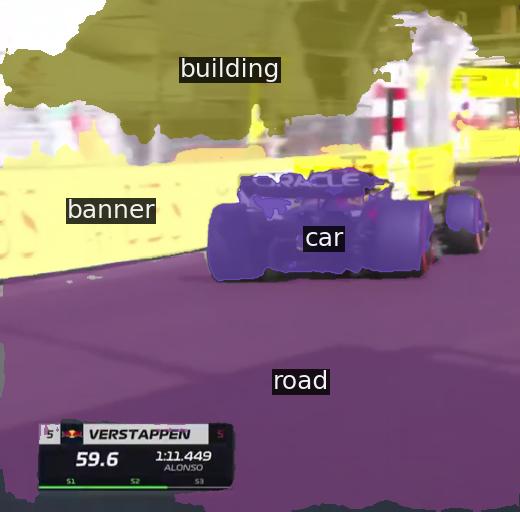 building
banner
ORACLE
car
road
5 VERSTAPPEN 5
59.6 1:11.449
ALONSO
S1 S2 S3